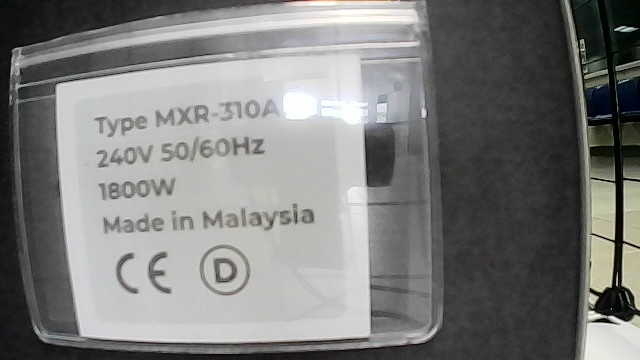 Type MXR-310A
240V 50/60Hz
1800W
Made in Malaysia
CE D